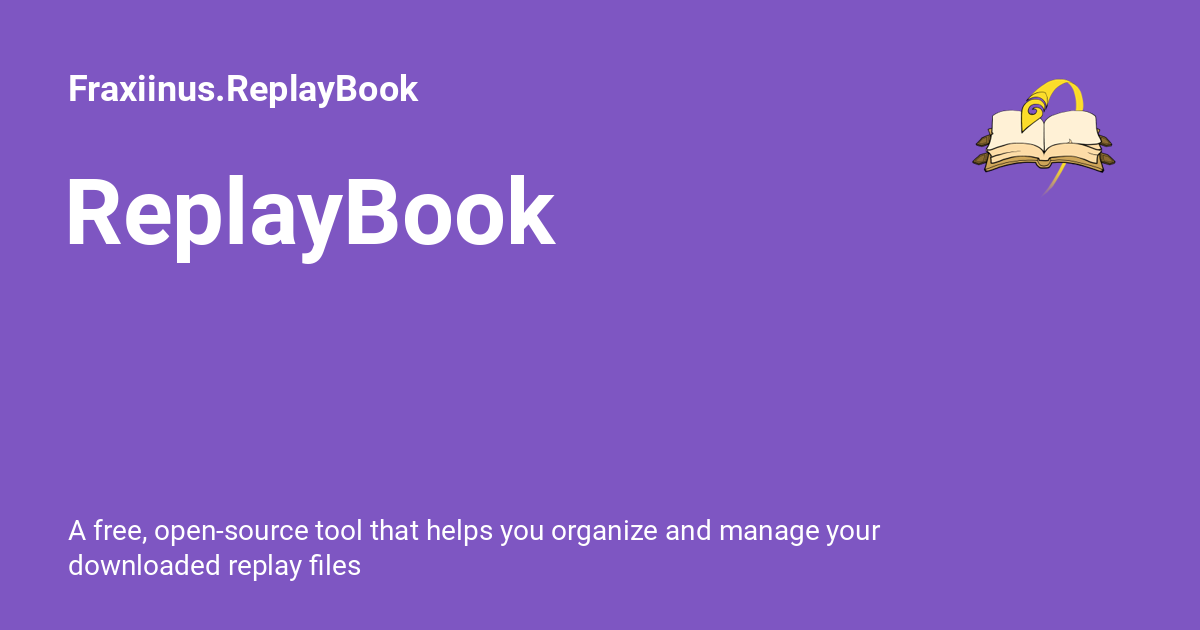 Fraxiinus.ReplayBook
ReplayBook
A free, open-source tool that helps you organize and manage your
downloaded replay files